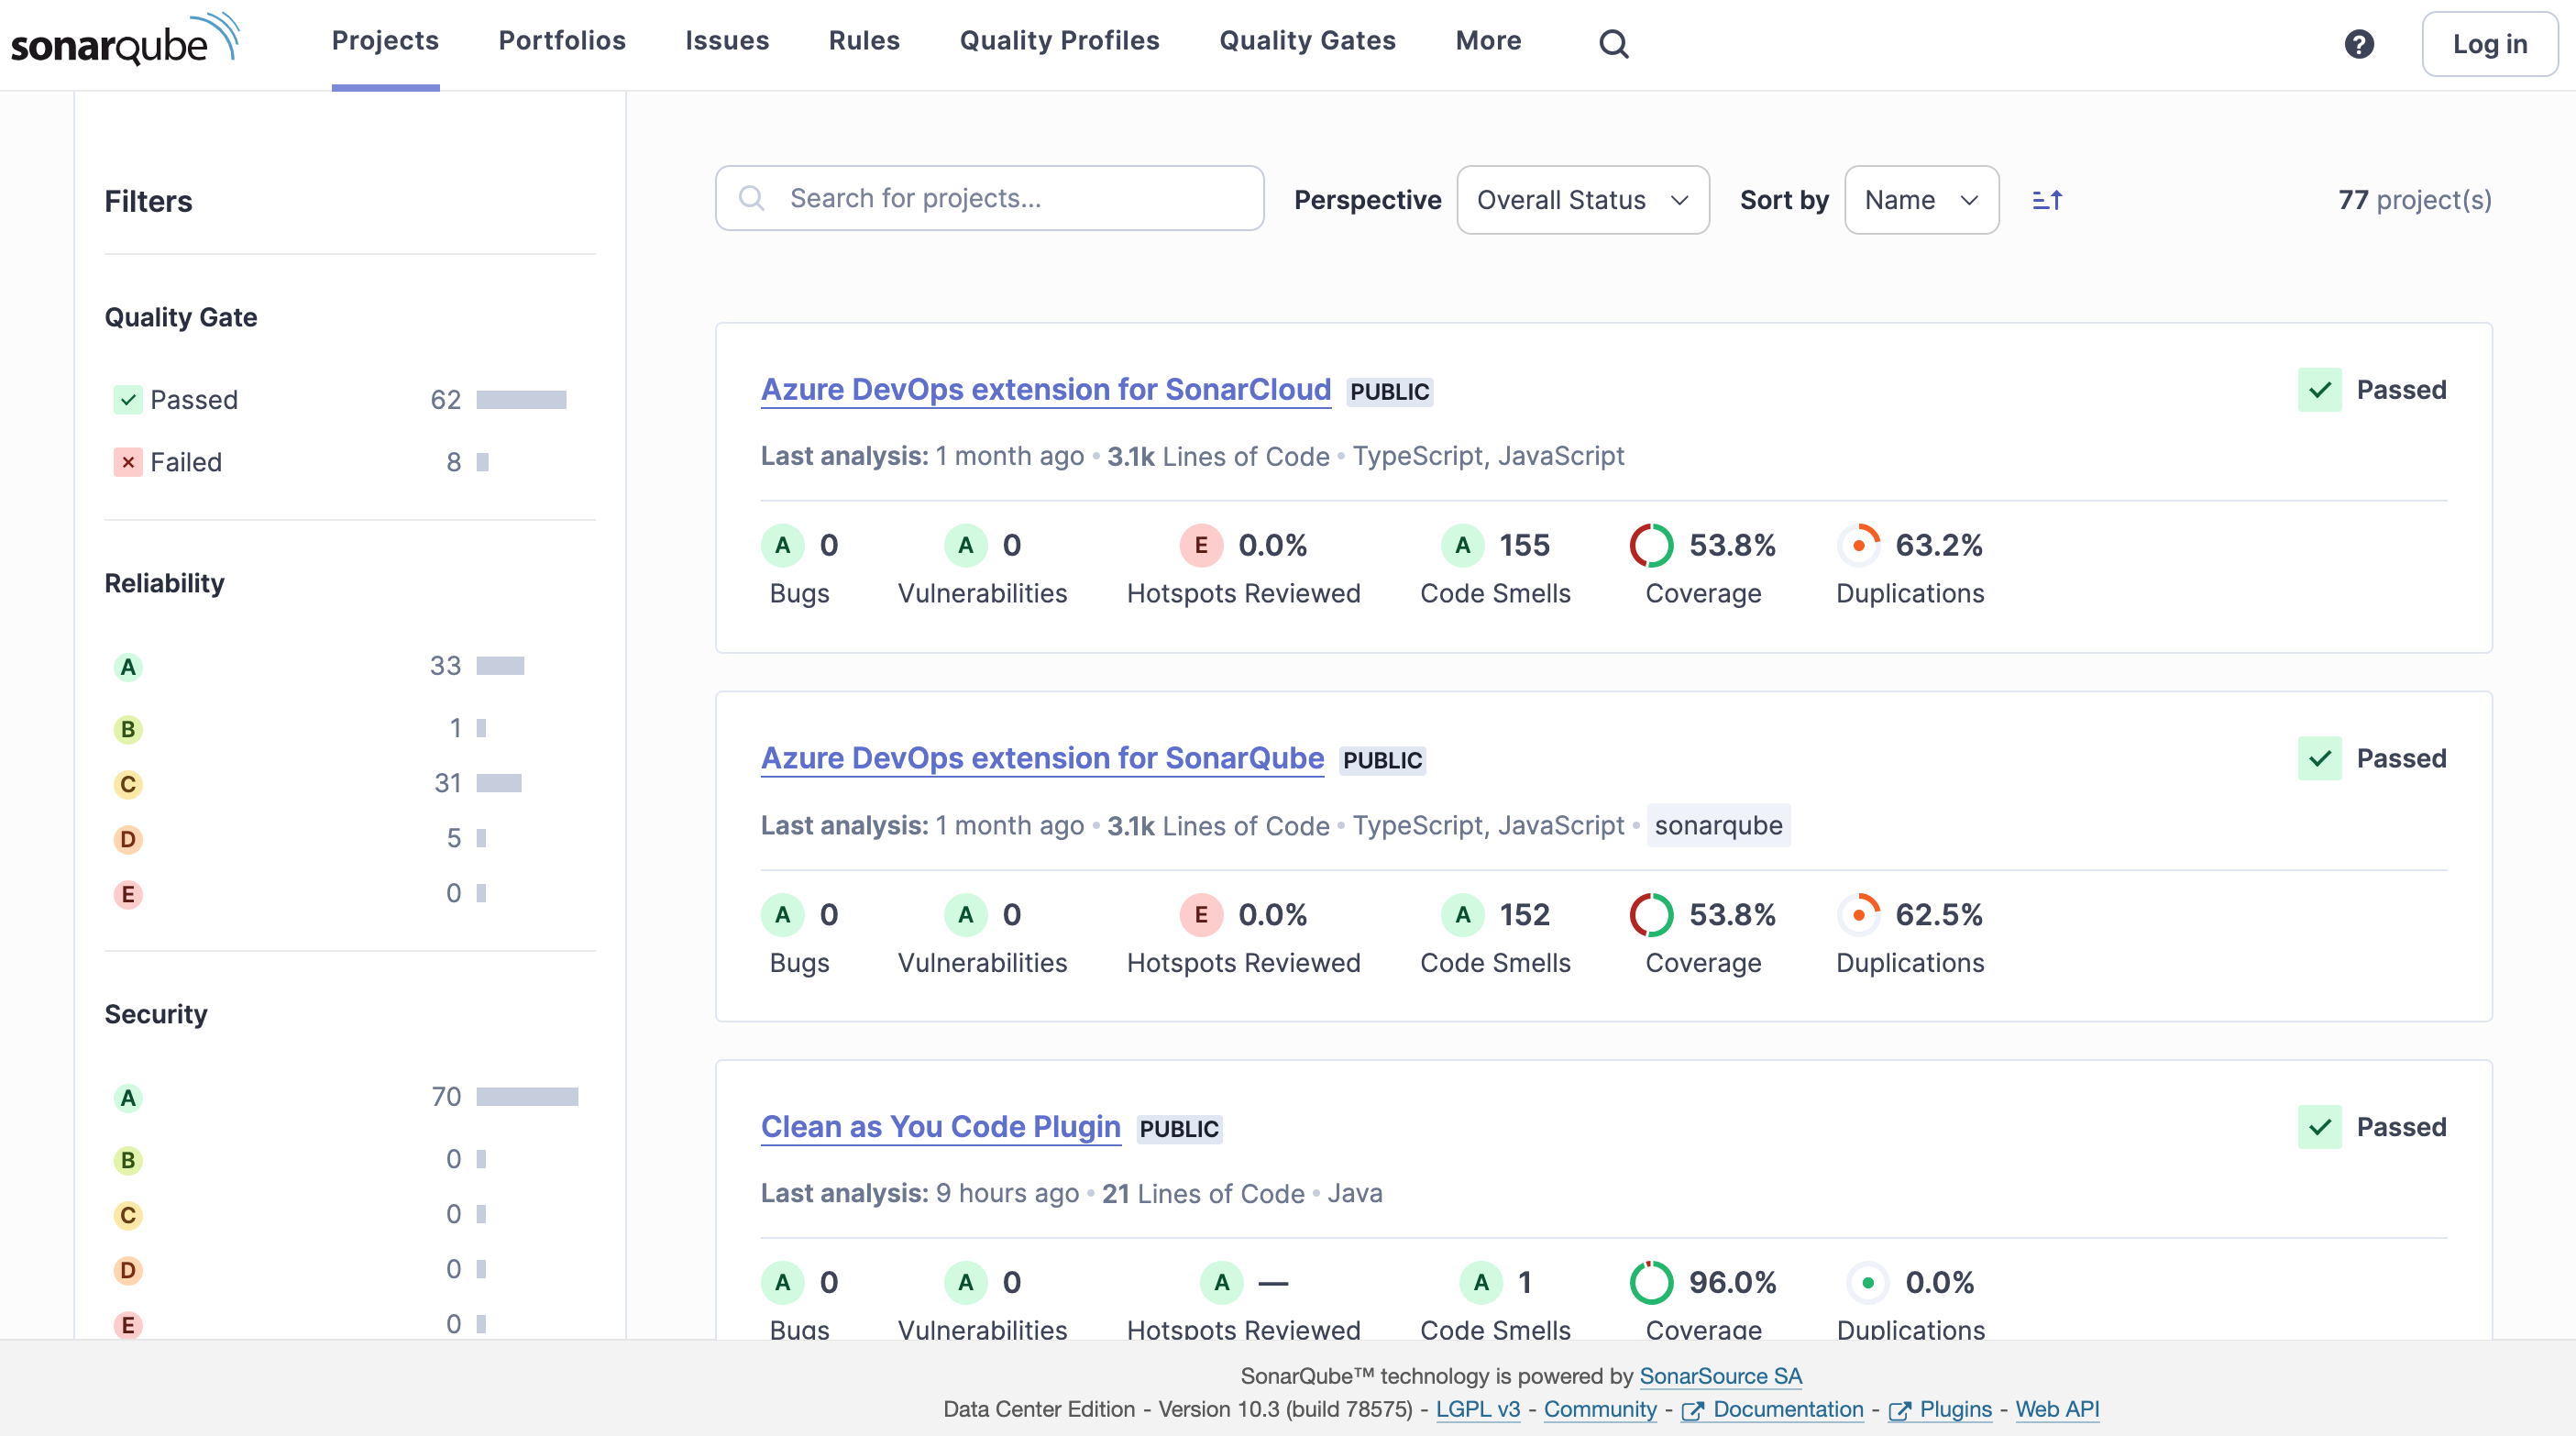 sonarqube Projects Portfolios Issues Rules Quality Profiles Quality Gates More ? Log in
Filters
Quality Gate
Passed 62
Failed 8
Reliability
A 33
B 1
C 31
D 5
E 0
Security
A 70
B 0
C 0
D 0
E 0
Search for projects... Perspective Overall Status Sort by Name 77 project(s)
Azure DevOps extension for SonarCloud PUBLIC Passed
Last analysis: 1 month ago • 3.1k Lines of Code • TypeScript, JavaScript
A 0 A 0 E 0.0% A 155 53.8% 63.2%
Bugs Vulnerabilities Hotspots Reviewed Code Smells Coverage Duplications
Azure DevOps extension for SonarQube PUBLIC Passed
Last analysis: 1 month ago • 3.1k Lines of Code • TypeScript, JavaScript • sonarqube
A 0 A 0 E 0.0% A 152 53.8% 62.5%
Bugs Vulnerabilities Hotspots Reviewed Code Smells Coverage Duplications
Clean as You Code Plugin PUBLIC Passed
Last analysis: 9 hours ago • 21 Lines of Code • Java
A 0 A 0 A — A 1 96.0% 0.0%
Bugs Vulnerabilities Hotspots Reviewed Code Smells Coverage Duplications
SonarQube™ technology is powered by SonarSource SA
Data Center Edition - Version 10.3 (build 78575) - LGPL v3 - Community - Documentation - Plugins - Web API